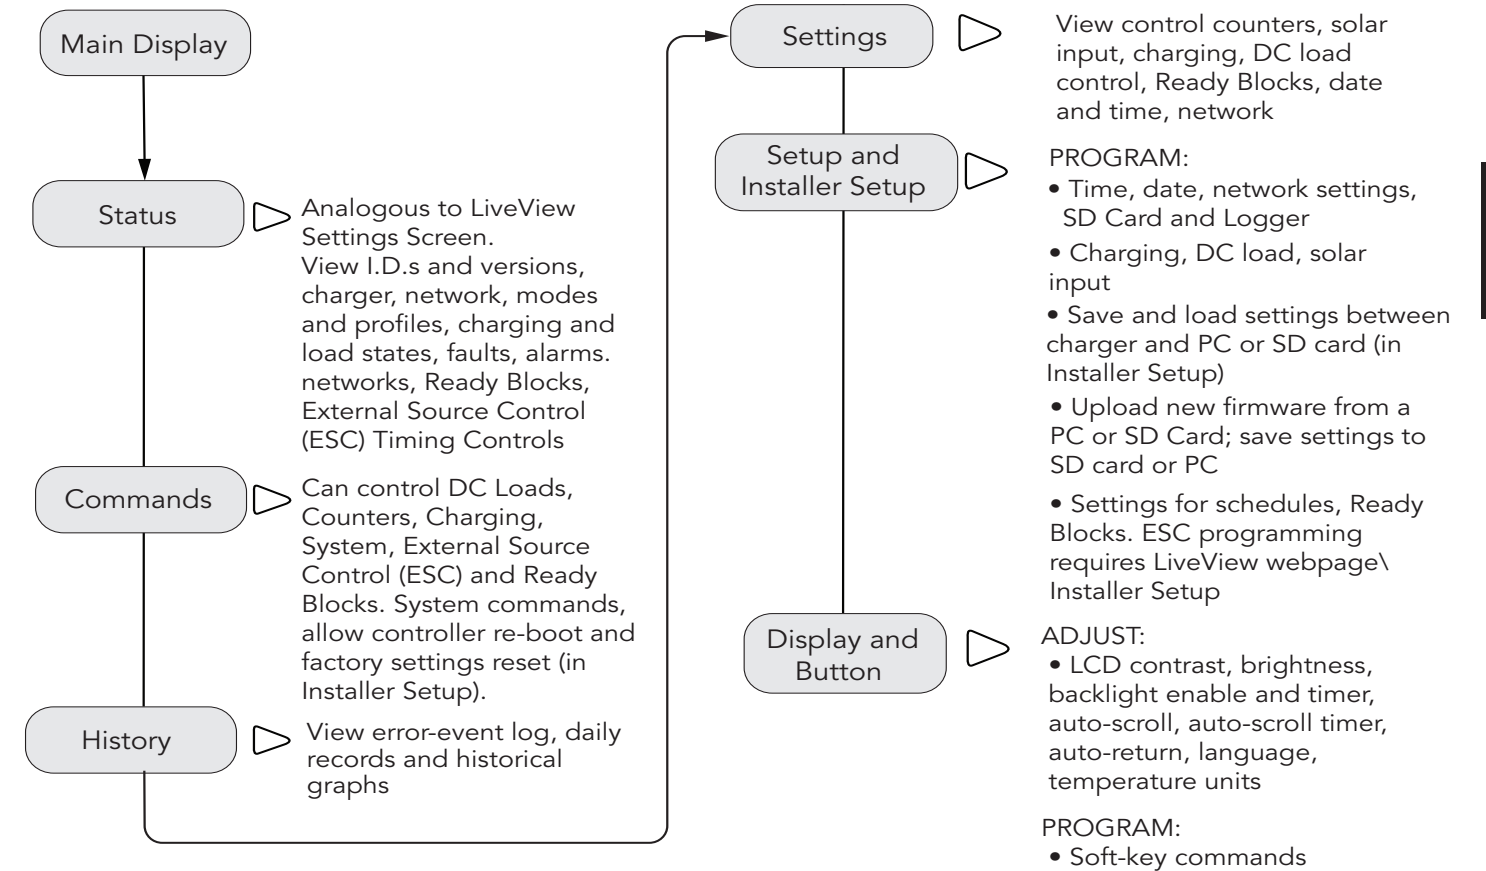 Main Display
Status
Analogous to LiveView
Settings Screen.
View I.D.s and versions,
charger, network, modes
and profiles, charging and
load states, faults, alarms.
networks, Ready Blocks,
External Source Control
(ESC) Timing Controls
Commands
Can control DC Loads,
Counters, Charging,
System, External Source
Control (ESC) and Ready
Blocks. System commands,
allow controller re-boot and
factory settings reset (in
Installer Setup).
History
View error-event log, daily
records and historical
graphs
Settings
View control counters, solar
input, charging, DC load
control, Ready Blocks, date
and time, network
Setup and
Installer Setup
PROGRAM:
• Time, date, network settings,
SD Card and Logger
• Charging, DC load, solar
input
• Save and load settings between
charger and PC or SD card (in
Installer Setup)
• Upload new firmware from a
PC or SD Card; save settings to
SD card or PC
• Settings for schedules, Ready
Blocks. ESC programming
requires LiveView webpage\
Installer Setup
Display and
Button
ADJUST:
• LCD contrast, brightness,
backlight enable and timer,
auto-scroll, auto-scroll timer,
auto-return, language,
temperature units
PROGRAM:
• Soft-key commands